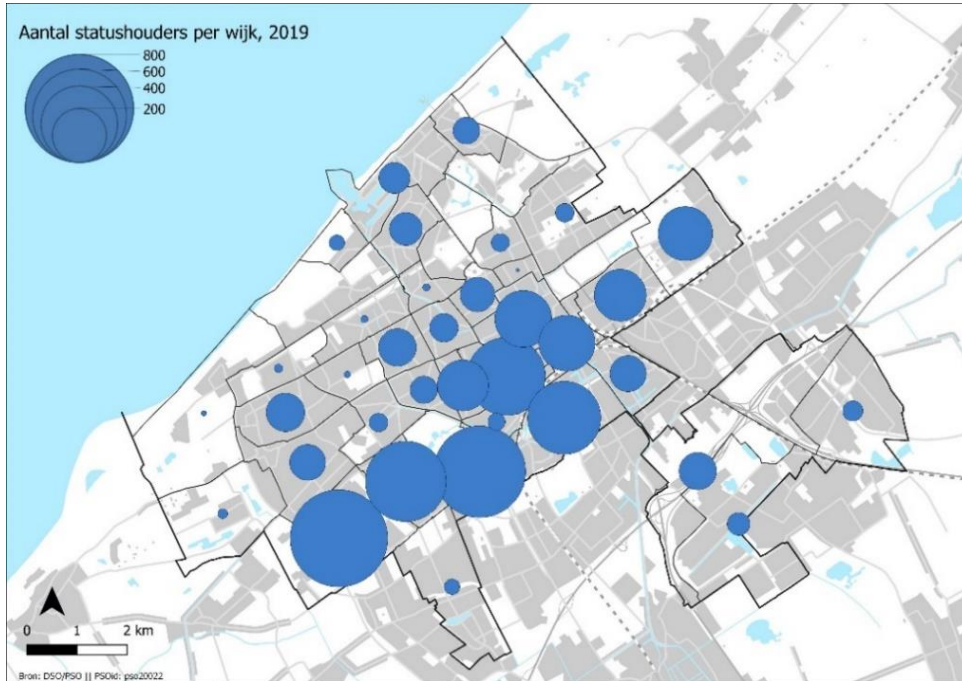 Aantal statushouders per wijk, 2019
800
600
400
200
0 1 2 km
Bron: DSO/PSO || PSOid: pso20022